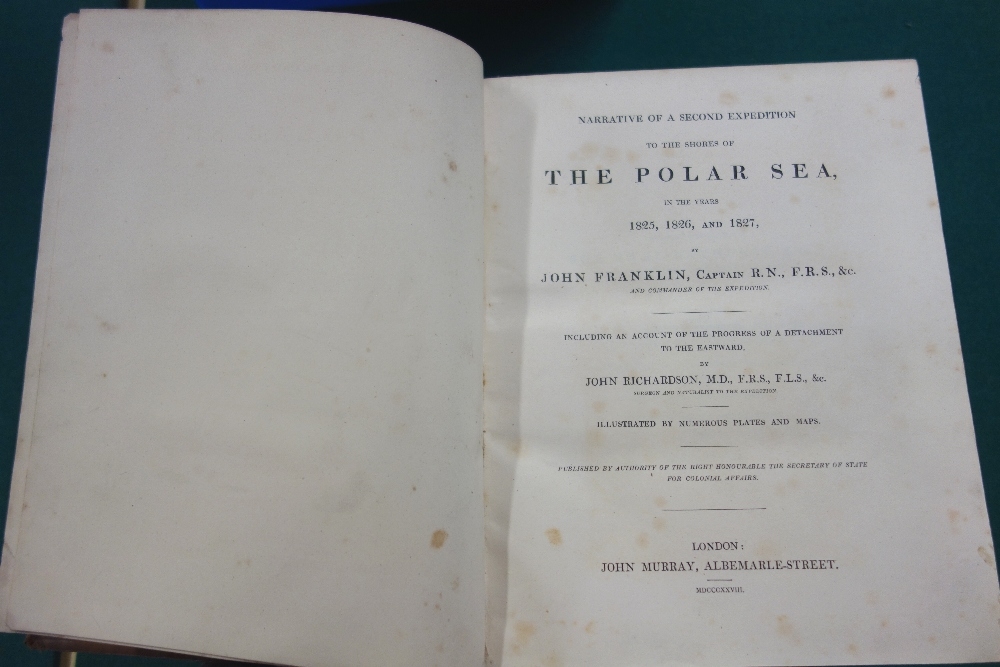 NARRATIVE OF A SECOND EXPEDITION
TO THE SHORES OF
THE POLAR SEA,
IN THE YEARS
1825, 1826, AND 1827,
BY
JOHN FRANKLIN, CAPTAIN R.N., F.R.S., &c.
AND COMMANDER OF THE EXPEDITION.
INCLUDING AN ACCOUNT OF THE PROGRESS OF A DETACHMENT
TO THE EASTWARD,
BY
JOHN RICHARDSON, M.D., F.R.S., F.L.S., &c.
SURGEON AND NATURALIST TO THE EXPEDITION.
ILLUSTRATED BY NUMEROUS PLATES AND MAPS.
PUBLISHED BY AUTHORITY OF THE RIGHT HONOURABLE THE SECRETARY OF STATE
FOR COLONIAL AFFAIRS.
LONDON:
JOHN MURRAY, ALBEMARLE-STREET.
MDCCCXXVIII.